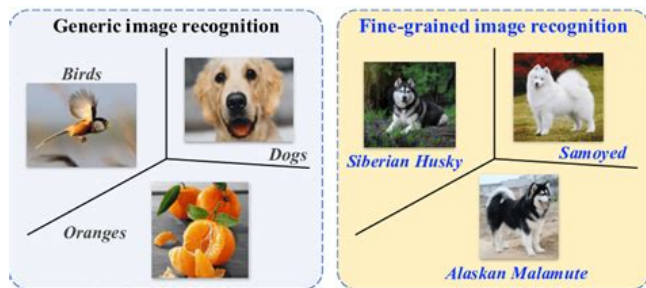 Generic image recognition
Birds
Dogs
Oranges
Fine-grained image recognition
Siberian Husky
Samoyed
Alaskan Malamute